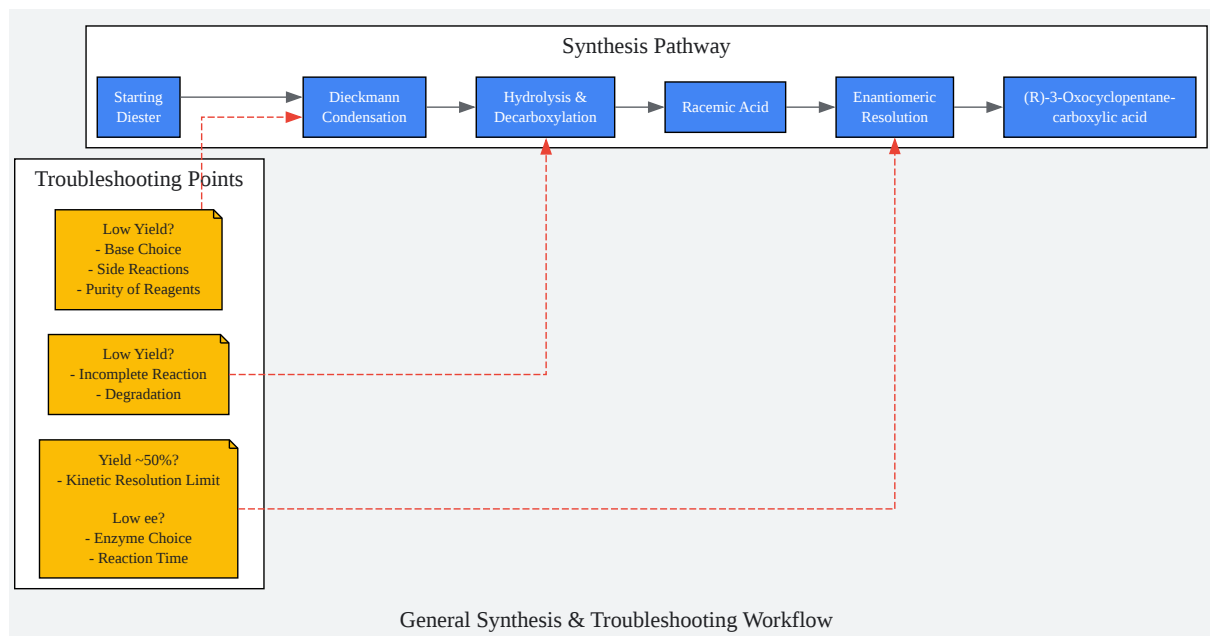 Synthesis Pathway
Starting
Diester
Dieckmann
Condensation
Hydrolysis &
Decarboxylation
Racemic Acid
Enantiomeric
Resolution
(R)-3-Oxocyclopentane-
carboxylic acid
Troubleshooting Points
Low Yield?
- Base Choice
- Side Reactions
- Purity of Reagents
Low Yield?
- Incomplete Reaction
- Degradation
Yield ~50%?
- Kinetic Resolution Limit
Low ee?
- Enzyme Choice
- Reaction Time
General Synthesis & Troubleshooting Workflow